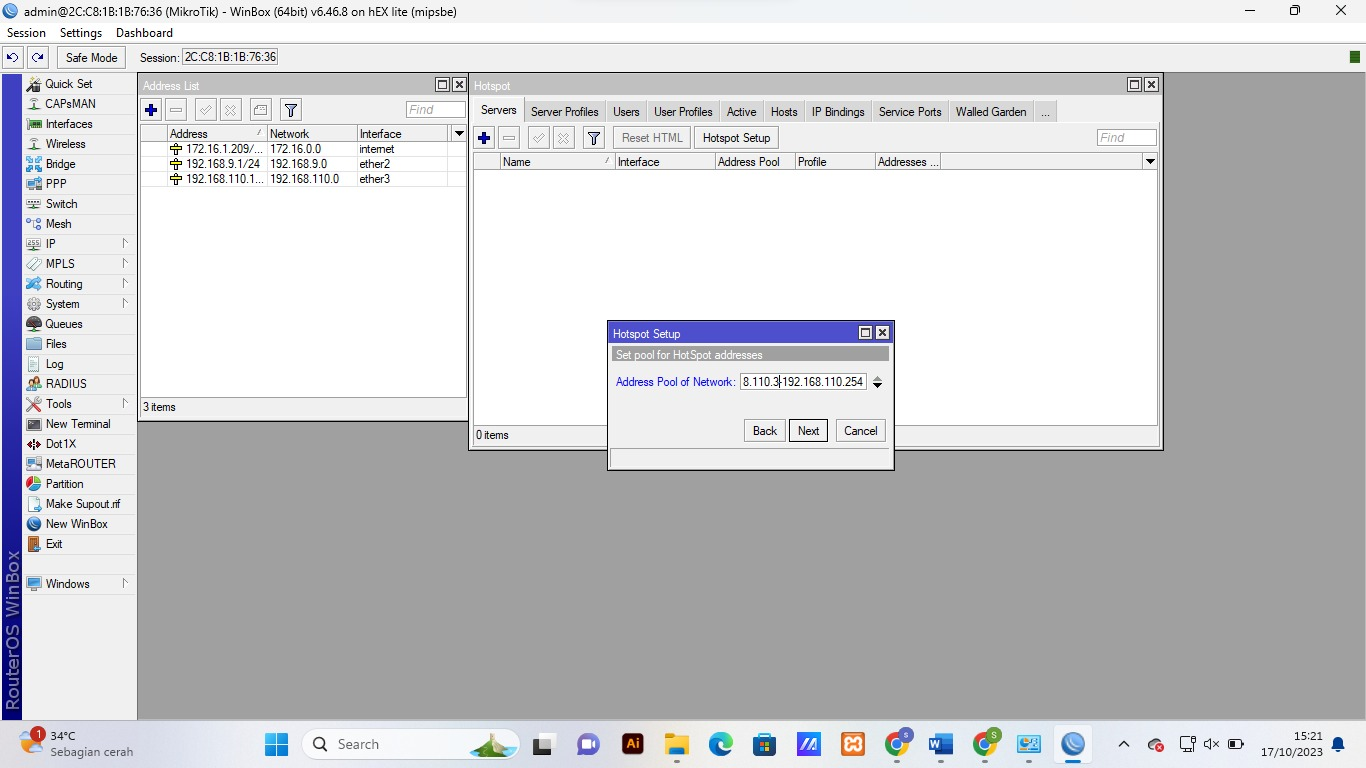 admin@2C:C8:1B:1B:76:36 (MikroTik) - WinBox (64bit) v6.46.8 on hEX lite (mipsbe)
Session Settings Dashboard
Safe Mode Session: 2C:C8:1B:1B:76:36
Quick Set
CAPsMAN
Interfaces
Wireless
Bridge
PPP
Switch
Mesh
IP
MPLS
Routing
System
Queues
Files
Log
RADIUS
Tools
New Terminal
Dot1X
MetaROUTER
Partition
Make Supout.rif
New WinBox
Exit
Windows
RouterOS WinBox
Address List
Find
Address Network Interface
172.16.1.209/... 172.16.0.0 internet
192.168.9.1/24 192.168.9.0 ether2
192.168.110.1... 192.168.110.0 ether3
3 items
Hotspot
Servers Server Profiles Users User Profiles Active Hosts IP Bindings Service Ports Walled Garden ...
Reset HTML Hotspot Setup Find
Name Interface Address Pool Profile Addresses ...
0 items
Hotspot Setup
Set pool for HotSpot addresses
Address Pool of Network: 8.110.3-192.168.110.254
Back Next Cancel
1
34°C
Sebagian cerah
Search
Ai
S
W
S
15:21
17/10/2023